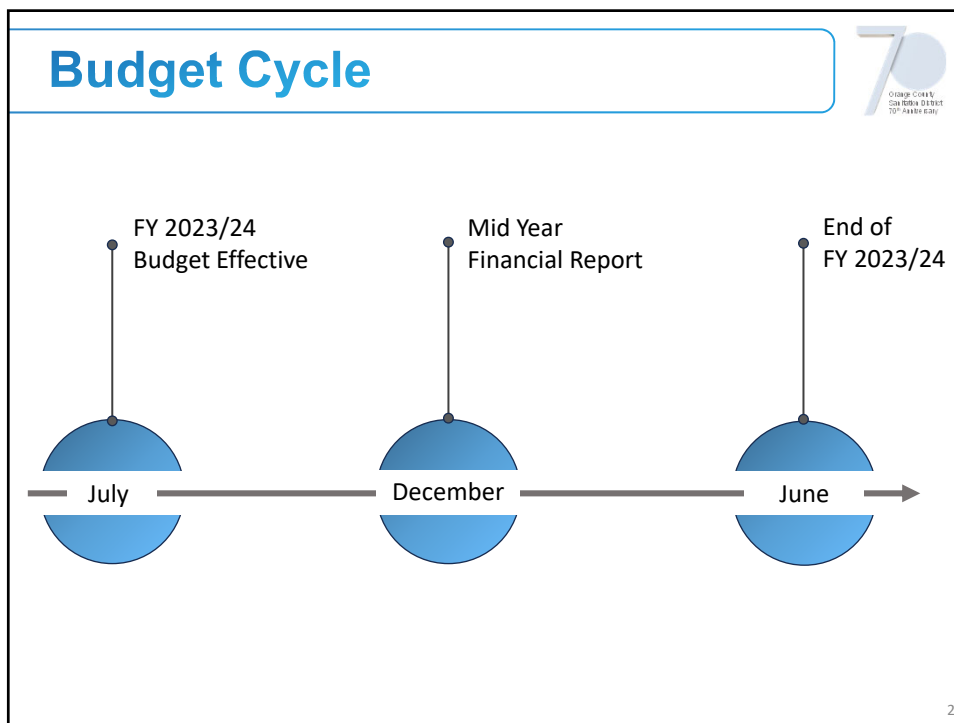 Budget Cycle
70
Orange County
Sanitation District
70th Anniversary
FY 2023/24
Budget Effective
Mid Year
Financial Report
End of
FY 2023/24
July
December
June
2